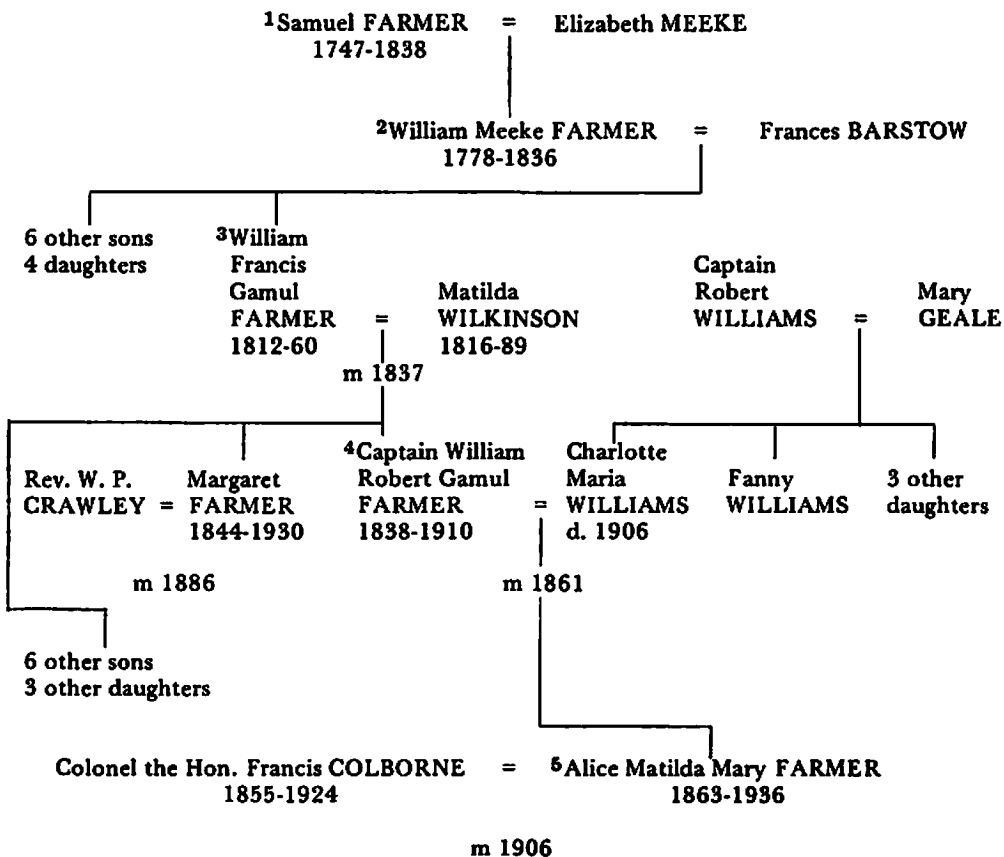 1Samuel FARMER = Elizabeth MEEKE
1747-1838
2William Meeke FARMER = Frances BARSTOW
1778-1836
6 other sons
4 daughters
3William
Francis
Gamul
FARMER
1812-60
=
Matilda
WILKINSON
1816-89
m 1837
Captain
Robert
WILLIAMS
=
Mary
GEALE
Rev. W. P.
CRAWLEY
=
Margaret
FARMER
1844-1930
m 1886
4Captain William
Robert Gamul
FARMER
1838-1910
=
Charlotte
Maria
WILLIAMS
d. 1906
m 1861
Fanny
WILLIAMS
3 other
daughters
6 other sons
3 other daughters
Colonel the Hon. Francis COLBORNE = 5Alice Matilda Mary FARMER
1855-1924 1863-1936
m 1906